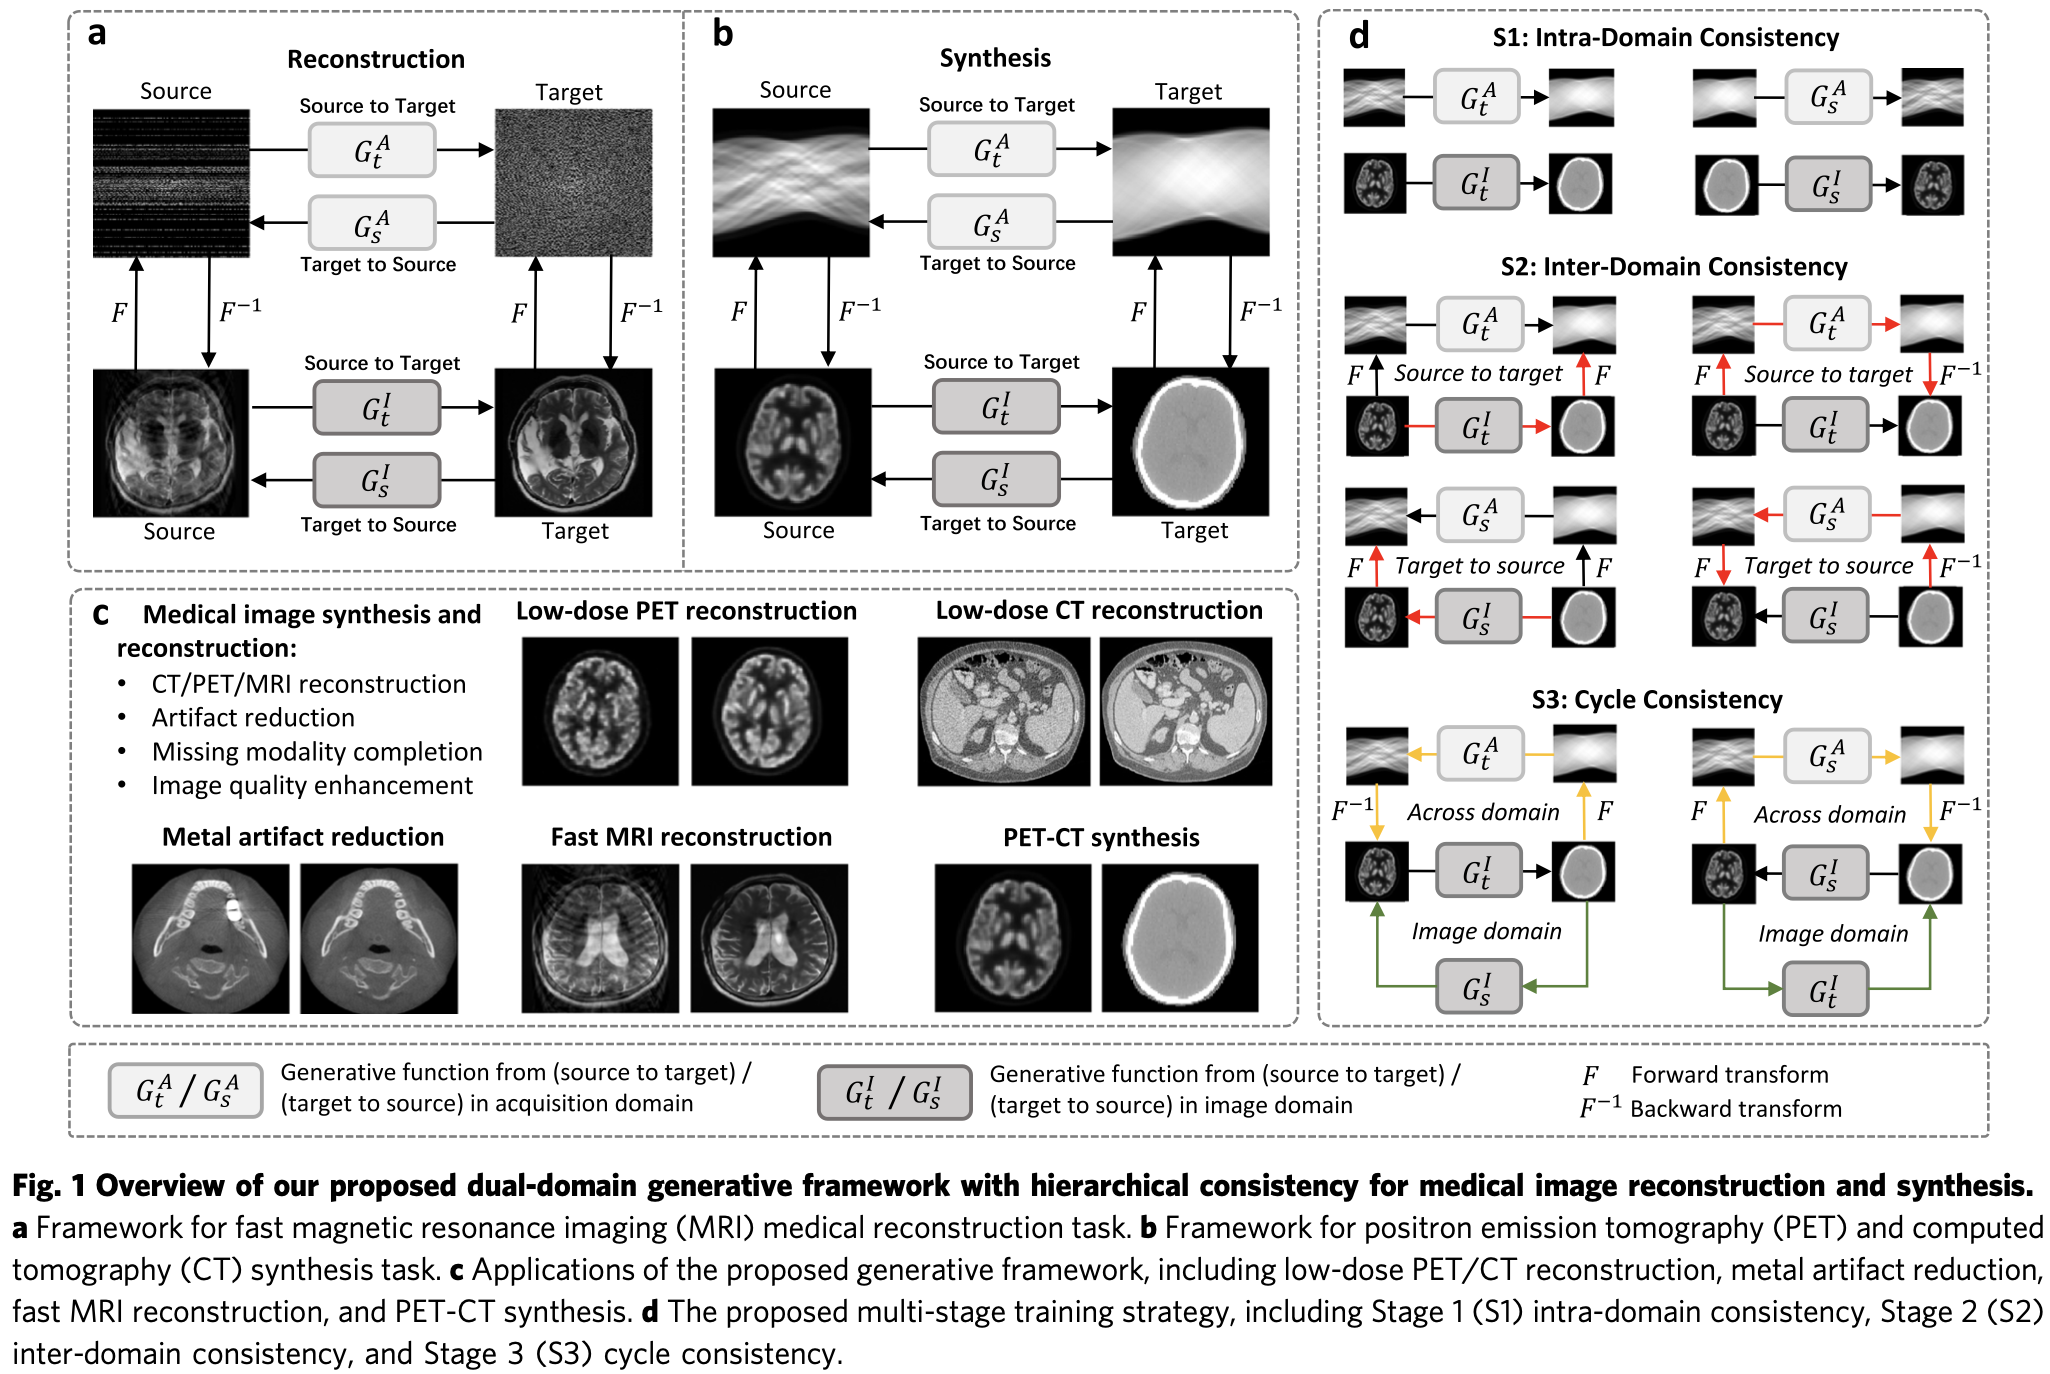 a
Reconstruction
Source
Source to Target
Target
G_t^A
G_s^A
Target to Source
F
F⁻¹
F
F⁻¹
Source to Target
G_t^I
G_s^I
Source
Target to Source
Target
b
Synthesis
Source
Source to Target
Target
G_t^A
G_s^A
Target to Source
F
F⁻¹
F
F⁻¹
Source to Target
G_t^I
G_s^I
Source
Target to Source
Target
c
Medical image synthesis and
reconstruction:
• CT/PET/MRI reconstruction
• Artifact reduction
• Missing modality completion
• Image quality enhancement
Low-dose PET reconstruction
Low-dose CT reconstruction
Metal artifact reduction
Fast MRI reconstruction
PET-CT synthesis
d
S1: Intra-Domain Consistency
G_t^A
G_s^A
G_t^I
G_s^I
S2: Inter-Domain Consistency
G_t^A
G_t^A
F Source to target F
F Source to target F⁻¹
G_t^I
G_t^I
G_s^A
G_s^A
F Target to source F
F Target to source F⁻¹
G_s^I
G_s^I
S3: Cycle Consistency
G_t^A
G_s^A
F⁻¹ Across domain F
F Across domain F⁻¹
G_t^I
G_s^I
Image domain
Image domain
G_s^I
G_t^I
G_t^A / G_s^A
Generative function from (source to target) /
(target to source) in acquisition domain
G_t^I / G_s^I
Generative function from (source to target) /
(target to source) in image domain
F Forward transform
F⁻¹ Backward transform
Fig. 1 Overview of our proposed dual-domain generative framework with hierarchical consistency for medical image reconstruction and synthesis.
a Framework for fast magnetic resonance imaging (MRI) medical reconstruction task. b Framework for positron emission tomography (PET) and computed
tomography (CT) synthesis task. c Applications of the proposed generative framework, including low-dose PET/CT reconstruction, metal artifact reduction,
fast MRI reconstruction, and PET-CT synthesis. d The proposed multi-stage training strategy, including Stage 1 (S1) intra-domain consistency, Stage 2 (S2)
inter-domain consistency, and Stage 3 (S3) cycle consistency.